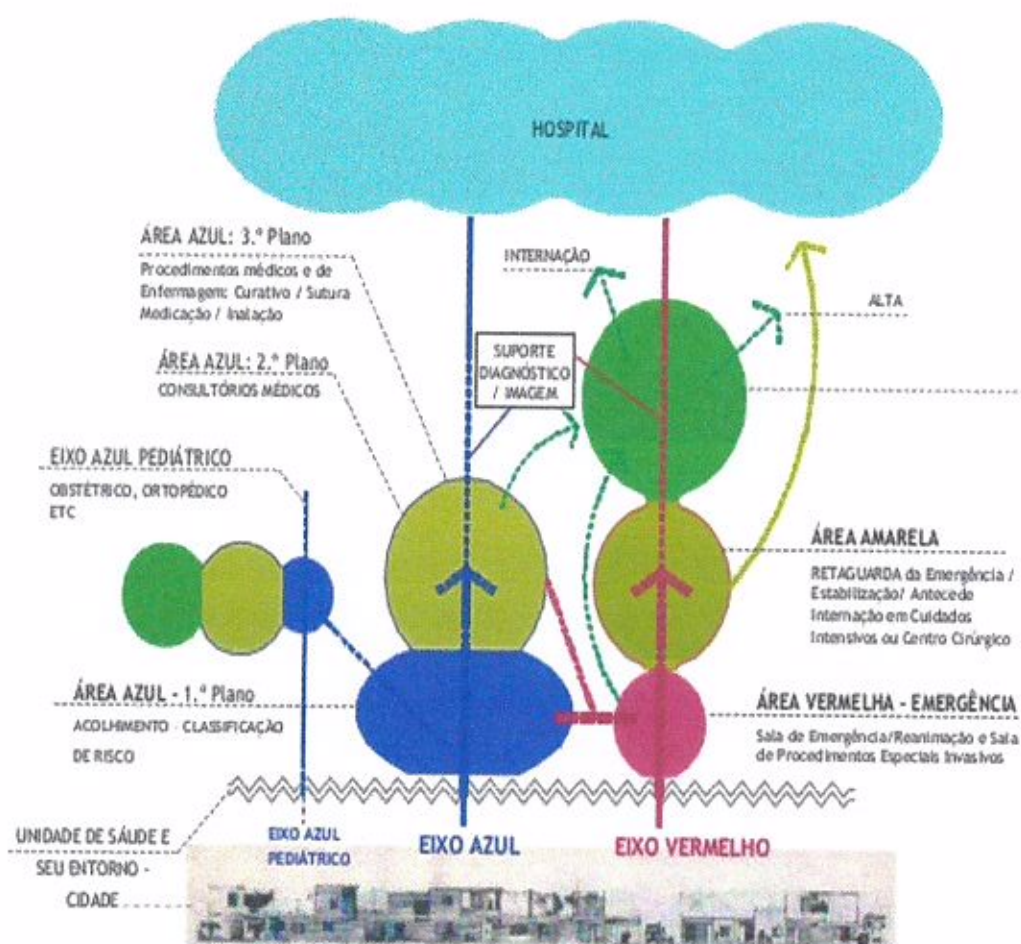 HOSPITAL
ÁREA AZUL: 3.º Plano
Procedimentos médicos e de
Enfermagem: Curativo / Sutura
Medicação / Inalação
INTERNAÇÃO
ALTA
SUPORTE
DIAGNÓSTICO
/ IMAGEM
ÁREA AZUL: 2.º Plano
CONSULTÓRIOS MÉDICOS
EIXO AZUL PEDIÁTRICO
OBSTÉTRICO, ORTOPÉDICO
ETC
ÁREA AMARELA
RETAGUARDA da Emergência /
Estabilização/ Antecede
Internação em Cuidados
Intensivos ou Centro Cirúrgico
ÁREA AZUL - 1.º Plano
ACOLHIMENTO - CLASSIFICAÇÃO
DE RISCO
ÁREA VERMELHA - EMERGÊNCIA
Sala de Emergência/Reanimação e Sala
de Procedimentos Especiais Invasivos
UNIDADE DE SÁUDE E
SEU ENTORNO -
CIDADE
EIXO AZUL
PEDIÁTRICO
EIXO AZUL
EIXO VERMELHO